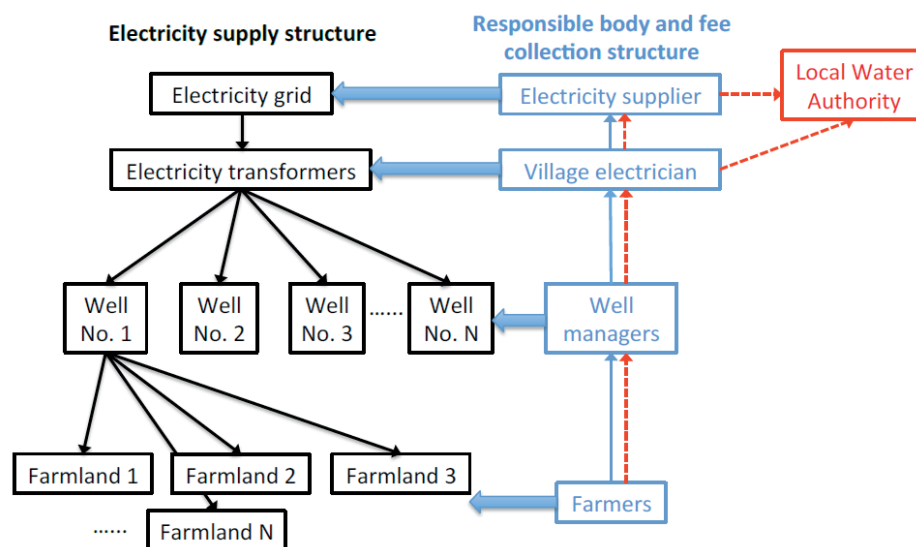 Electricity supply structure
Responsible body and fee
collection structure
Electricity grid
Electricity supplier
Local Water
Authority
Electricity transformers
Village electrician
Well
No. 1
Well
No. 2
Well
No. 3
......
Well
No. N
Well
managers
Farmland 1
Farmland 2
Farmland 3
Farmers
......
Farmland N